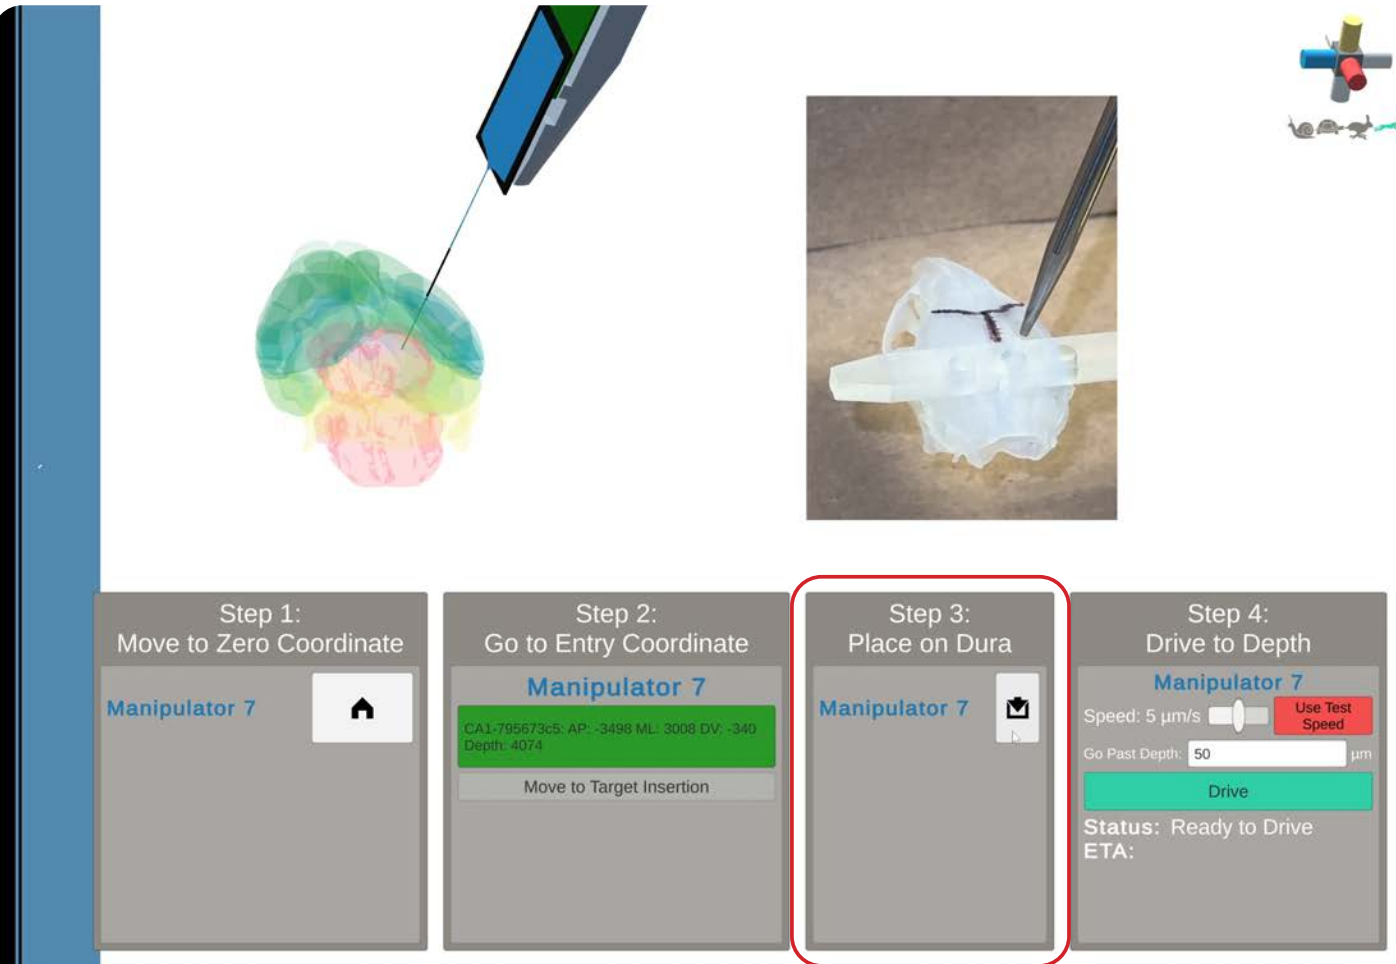 Step 1:
Move to Zero Coordinate
Manipulator 7
Step 2:
Go to Entry Coordinate
Manipulator 7
CA1-795673c5: AP: -3498 ML: 3008 DV: -340
Depth: 4074
Move to Target Insertion
Step 3:
Place on Dura
Manipulator 7
Step 4:
Drive to Depth
Manipulator 7
Speed: 5 µm/s
Use Test
Speed
Go Past Depth: 50 µm
Drive
Status: Ready to Drive
ETA: